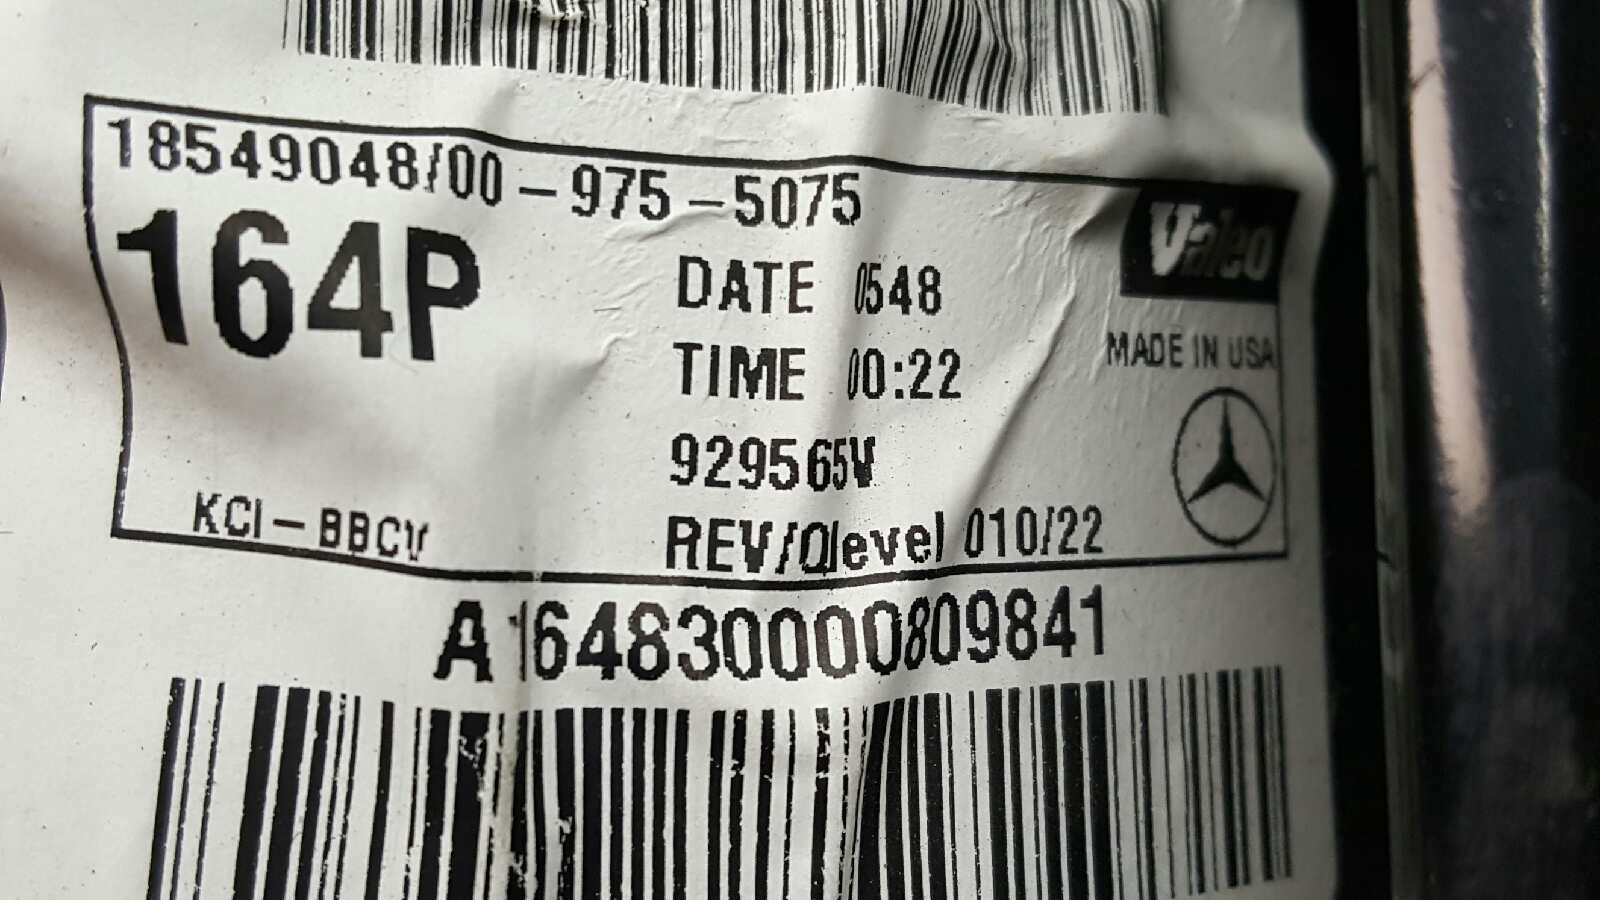 18549048/00-975-5075
164P
Valeo
DATE 0548
MADE IN USA
TIME 00:22
929565V
KCI-BBCV
REV/Qlevel 010/22
A1648300000809841